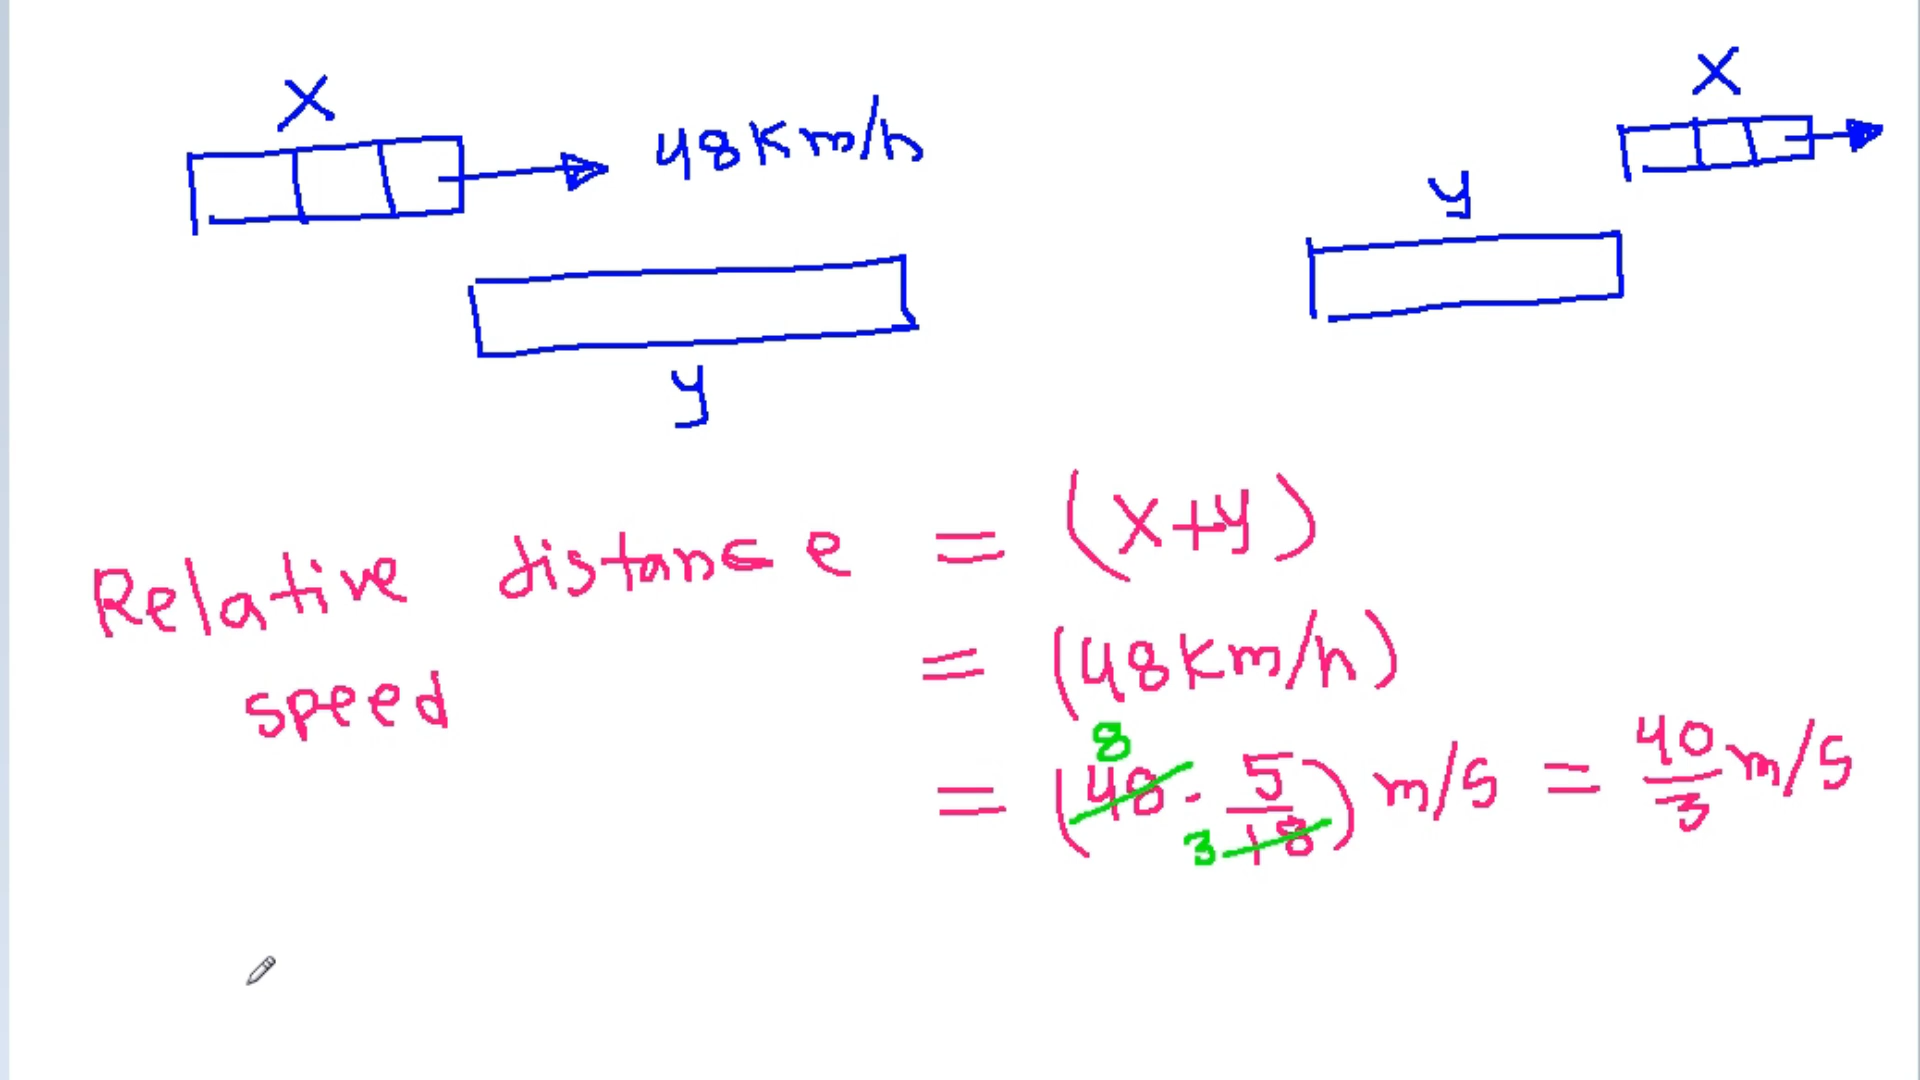 x
48Km/h
y
x
y
Relative distance = (x+y)
speed = (48Km/h)
= (48 · 5/18) m/s = 40/3 m/s
8
3